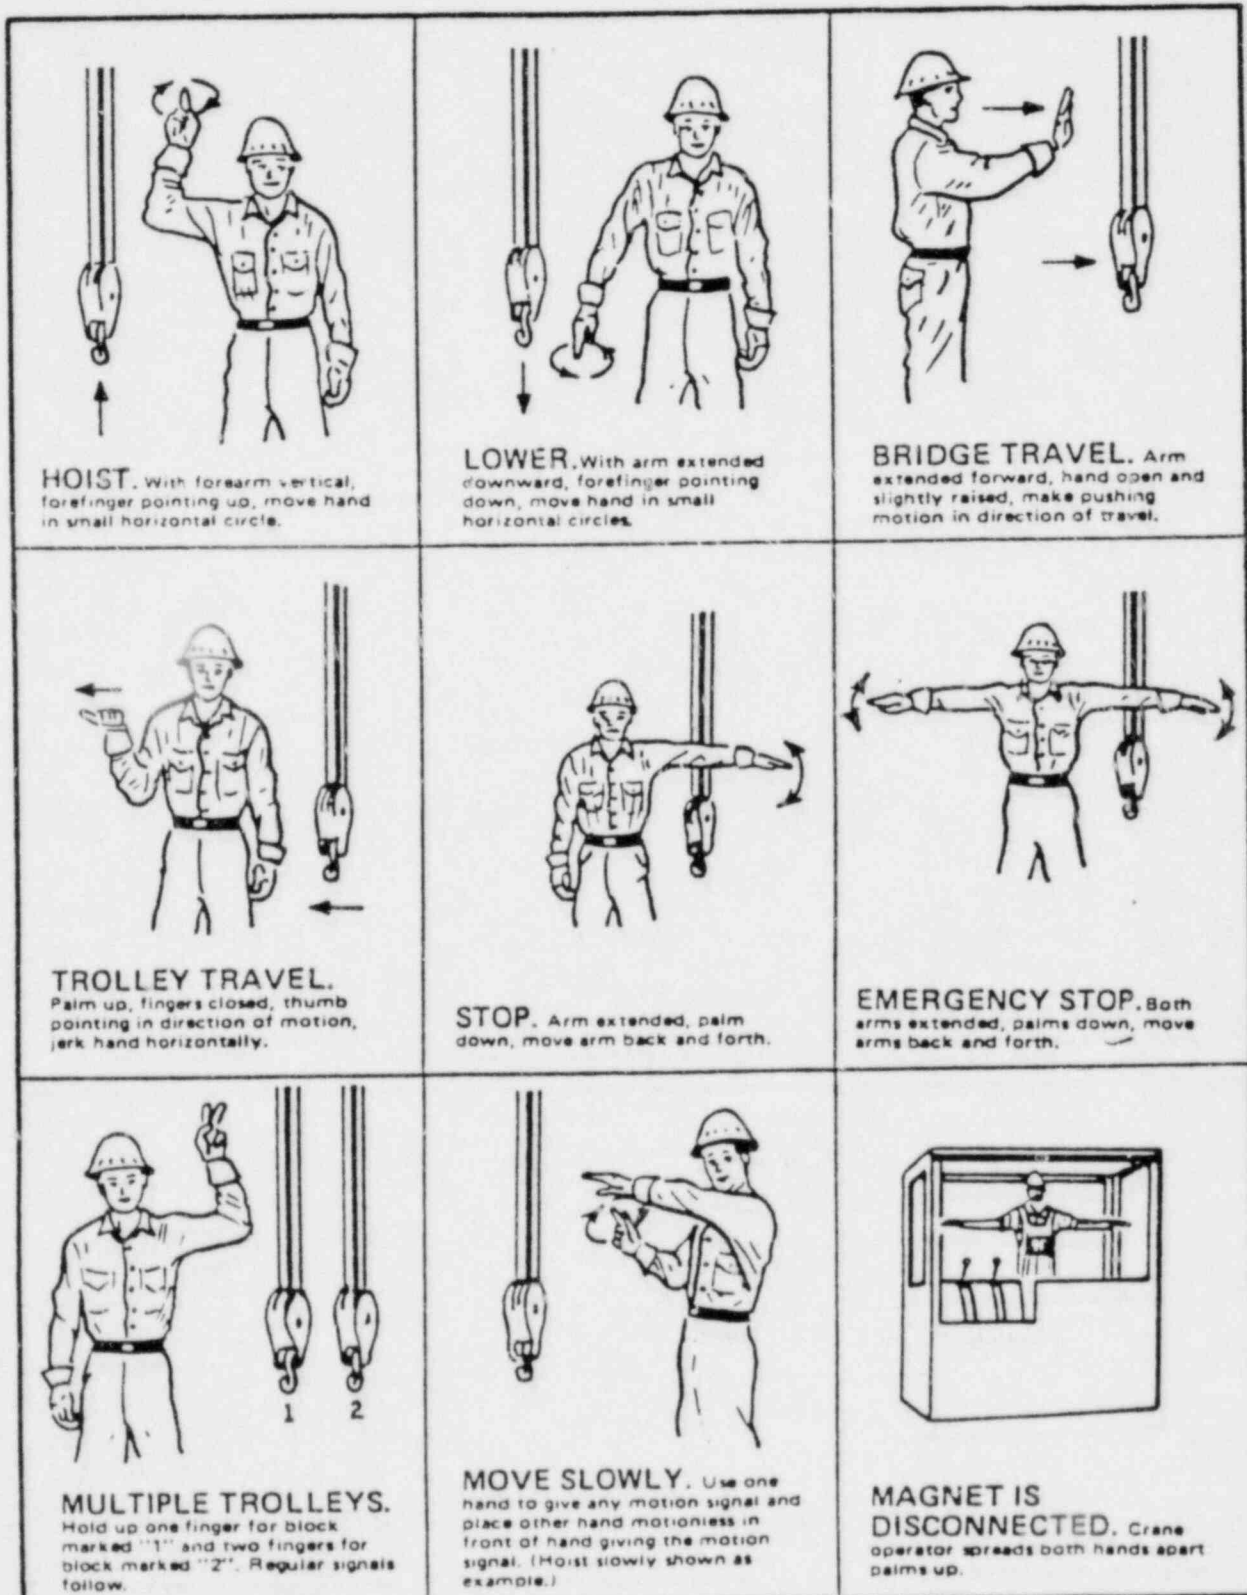 HOIST. With forearm vertical,
forefinger pointing up, move hand
in small horizontal circle.
LOWER. With arm extended
downward, forefinger pointing
down, move hand in small
horizontal circles.
BRIDGE TRAVEL. Arm
extended forward, hand open and
slightly raised, make pushing
motion in direction of travel.
TROLLEY TRAVEL.
Palm up, fingers closed, thumb
pointing in direction of motion,
jerk hand horizontally.
STOP. Arm extended, palm
down, move arm back and forth.
EMERGENCY STOP. Both
arms extended, palms down, move
arms back and forth.
1 2
MULTIPLE TROLLEYS.
Hold up one finger for block
marked "1" and two fingers for
block marked "2". Regular signals
follow.
MOVE SLOWLY. Use one
hand to give any motion signal and
place other hand motionless in
front of hand giving the motion
signal. (Hoist slowly shown as
example.)
MAGNET IS
DISCONNECTED. Crane
operator spreads both hands apart
palms up.